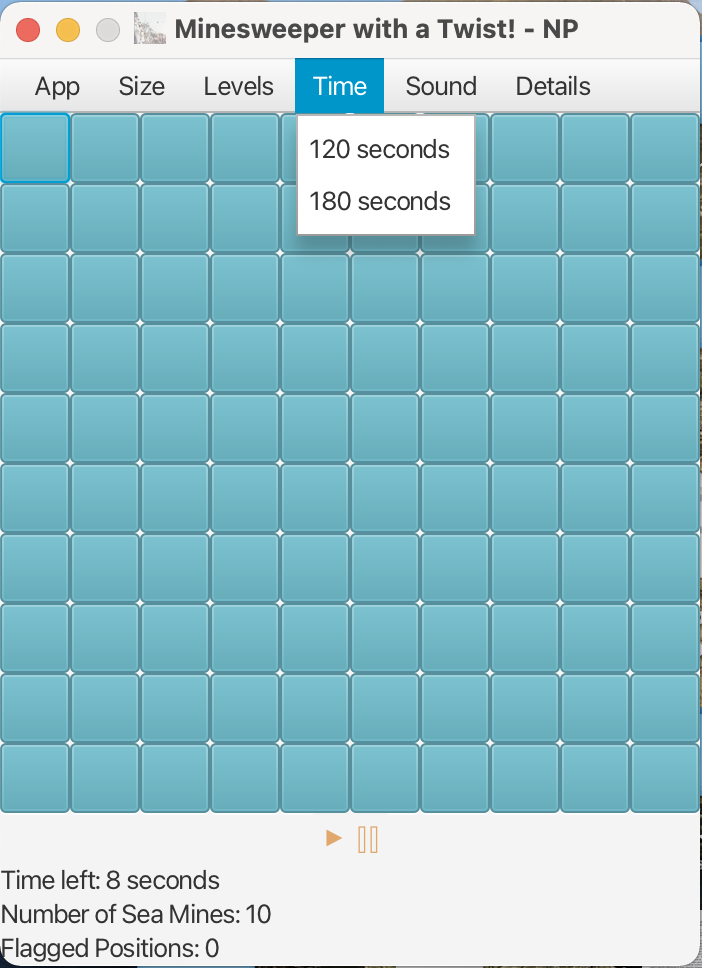 Minesweeper with a Twist! - NP
App Size Levels Time Sound Details
120 seconds
180 seconds
Time left: 8 seconds
Number of Sea Mines: 10
Flagged Positions: 0